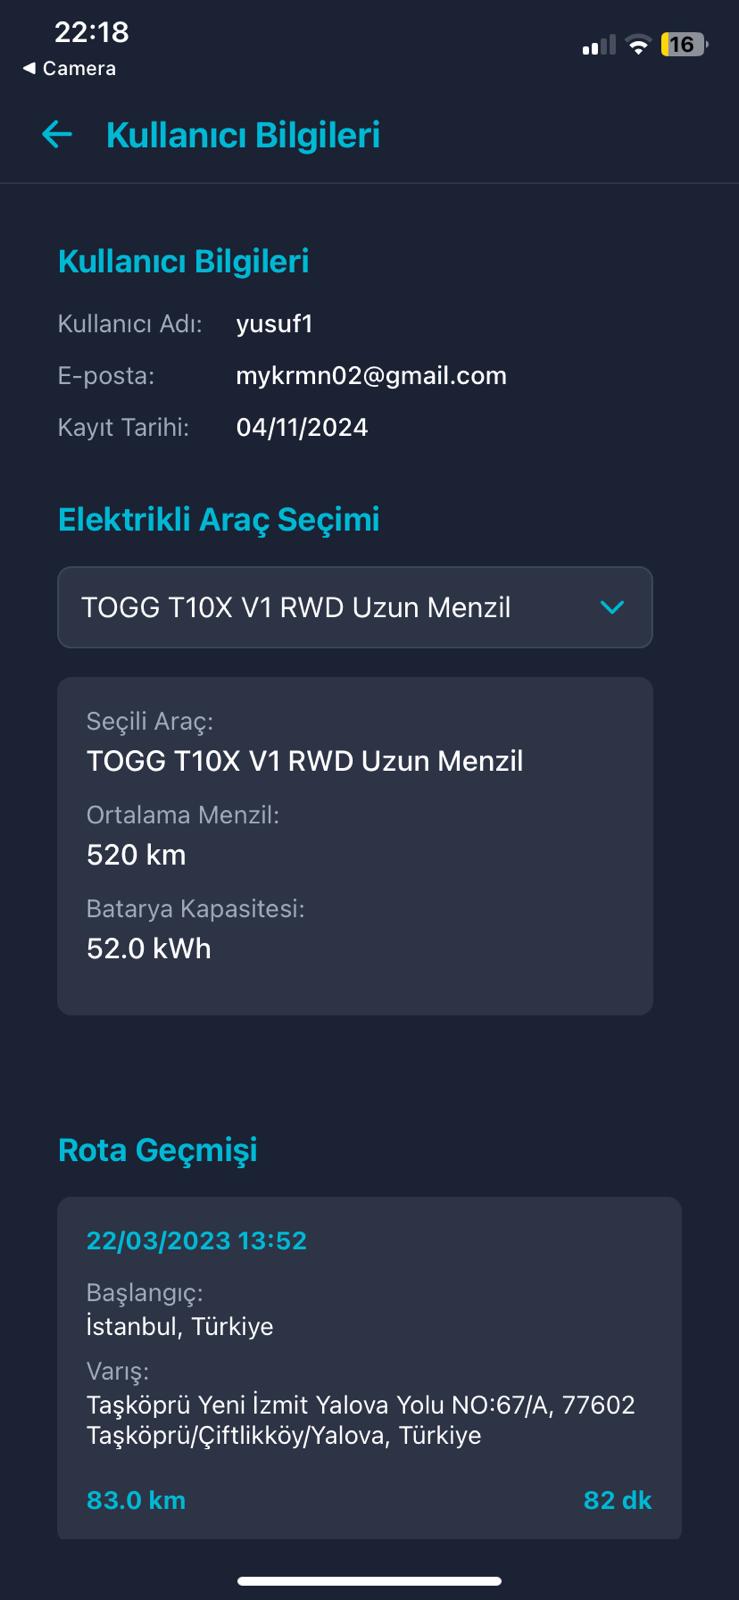 22:18
16
◀ Camera
← Kullanıcı Bilgileri
Kullanıcı Bilgileri
Kullanıcı Adı: yusuf1
E-posta: mykrmn02@gmail.com
Kayıt Tarihi: 04/11/2024
Elektrikli Araç Seçimi
TOGG T10X V1 RWD Uzun Menzil
Seçili Araç:
TOGG T10X V1 RWD Uzun Menzil
Ortalama Menzil:
520 km
Batarya Kapasitesi:
52.0 kWh
Rota Geçmişi
22/03/2023 13:52
Başlangıç:
İstanbul, Türkiye
Varış:
Taşköprü Yeni İzmit Yalova Yolu NO:67/A, 77602
Taşköprü/Çiftlikköy/Yalova, Türkiye
83.0 km 82 dk